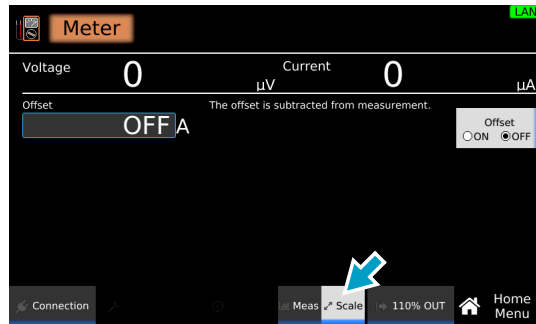 LAN
Meter
Voltage 0 µV Current 0 µA
Offset The offset is subtracted from measurement.
OFF A
Offset
ON OFF
Connection Meas Scale 110% OUT Home
Menu